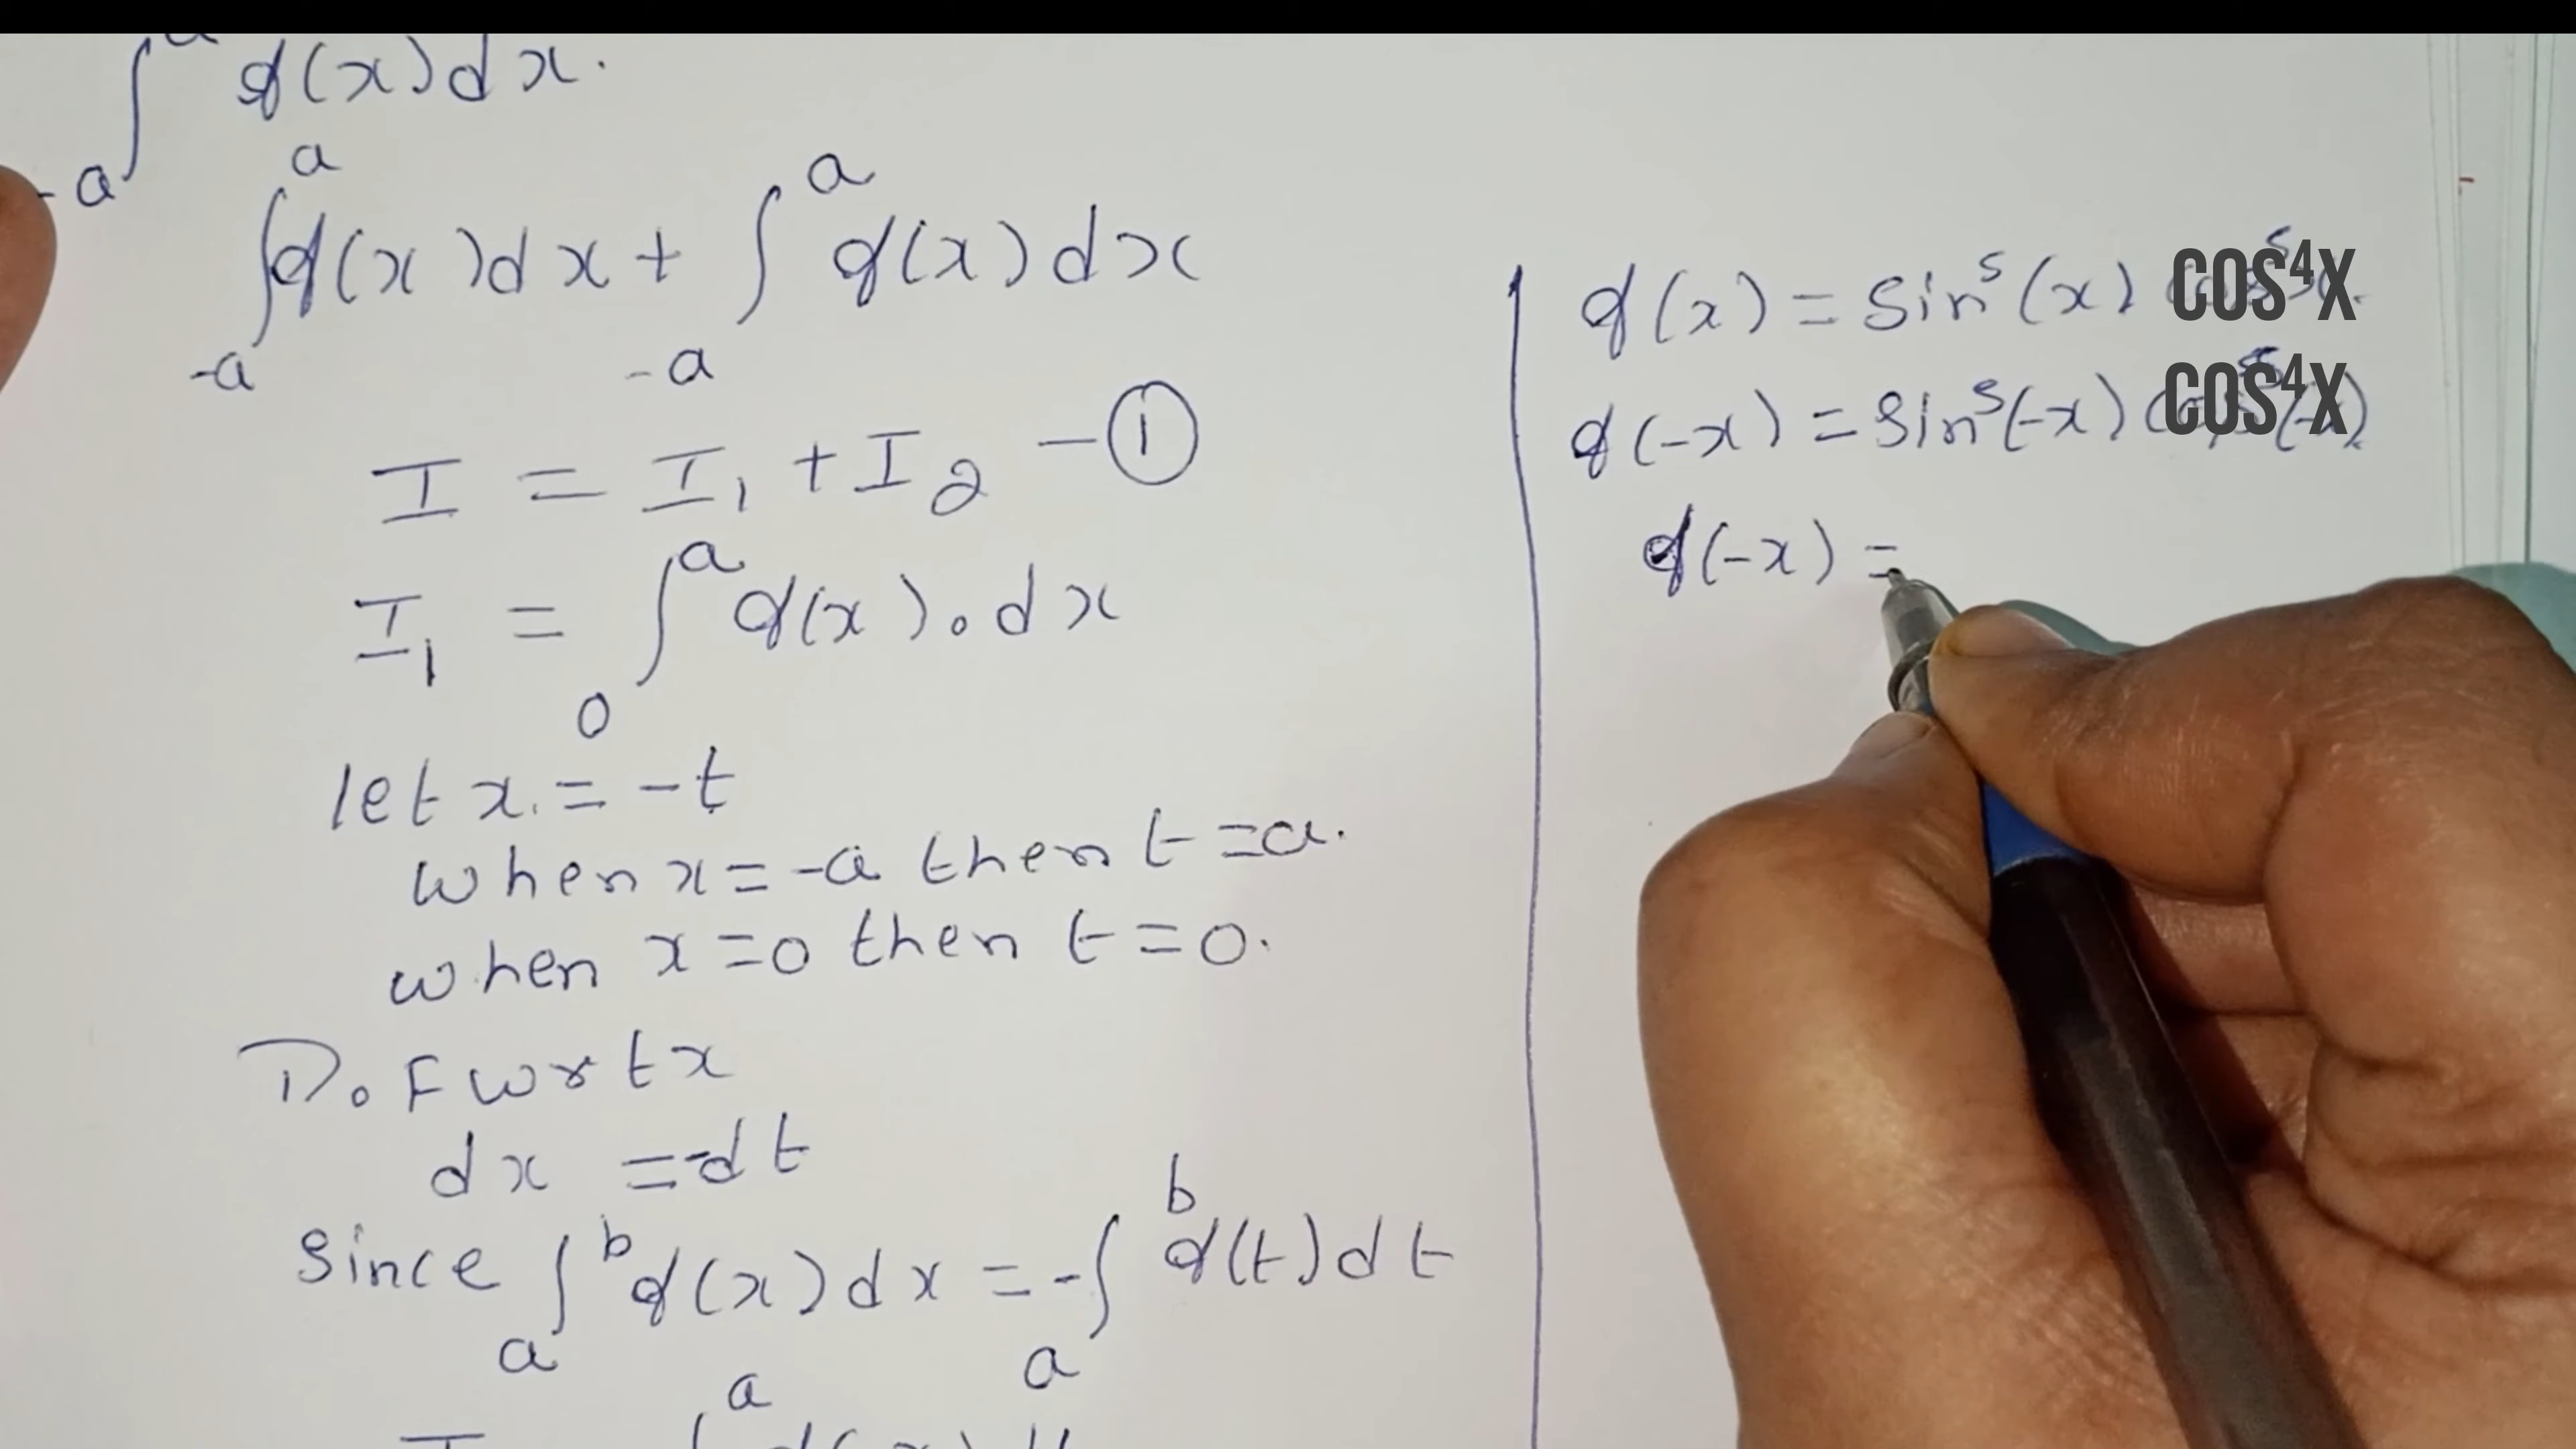 ∫ f(x)dx.
-a
a a
∫f(x)dx + ∫ f(x)dx
-a -a
I = I₁ + I₂ — ①
a
I₁ = ∫ f(x).dx
0
let x = -t
when x = -a then t = a.
when x = 0 then t = 0.
D.F w r t x
dx = -dt
b b
Since ∫ f(x)dx = -∫ f(t)dt
a a
a
f(x) = Sin⁵(x) COS⁴X
f(-x) = Sin⁵(-x) COS⁴X
f(-x) =